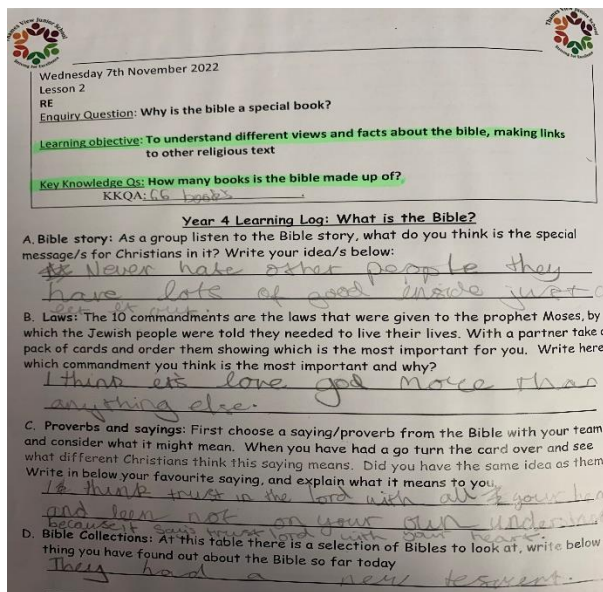 Thames View Junior School
Thames View Junior School
Wednesday 7th November 2022
Lesson 2
RE
Enquiry Question: Why is the bible a special book?
Learning objective: To understand different views and facts about the bible, making links
to other religious text
Key Knowledge Qs: How many books is the bible made up of?
KKQA: 66 books
Year 4 Learning Log: What is the Bible?
A. Bible story: As a group listen to the Bible story, what do you think is the special
message/s for Christians in it? Write your idea/s below:
Never hate other people they
have lots of good inside just
B. Laws: The 10 commandments are the laws that were given to the prophet Moses, by
which the Jewish people were told they needed to live their lives. With a partner take
pack of cards and order them showing which is the most important for you. Write here
which commandment you think is the most important and why?
I think love god more than
anything else.
C. Proverbs and sayings: First choose a saying/proverb from the Bible with your team
and consider what it might mean. When you have had a go turn the card over and see
what different Christians think this saying means. Did you have the same idea as them
Write in below your favourite saying, and explain what it means to you.
I think trust in the lord with all your
and leen not on your own
because it says trust lord with your heart.
D. Bible Collections: At this table there is a selection of Bibles to look at, write below
thing you have found out about the Bible so far today
They had a new